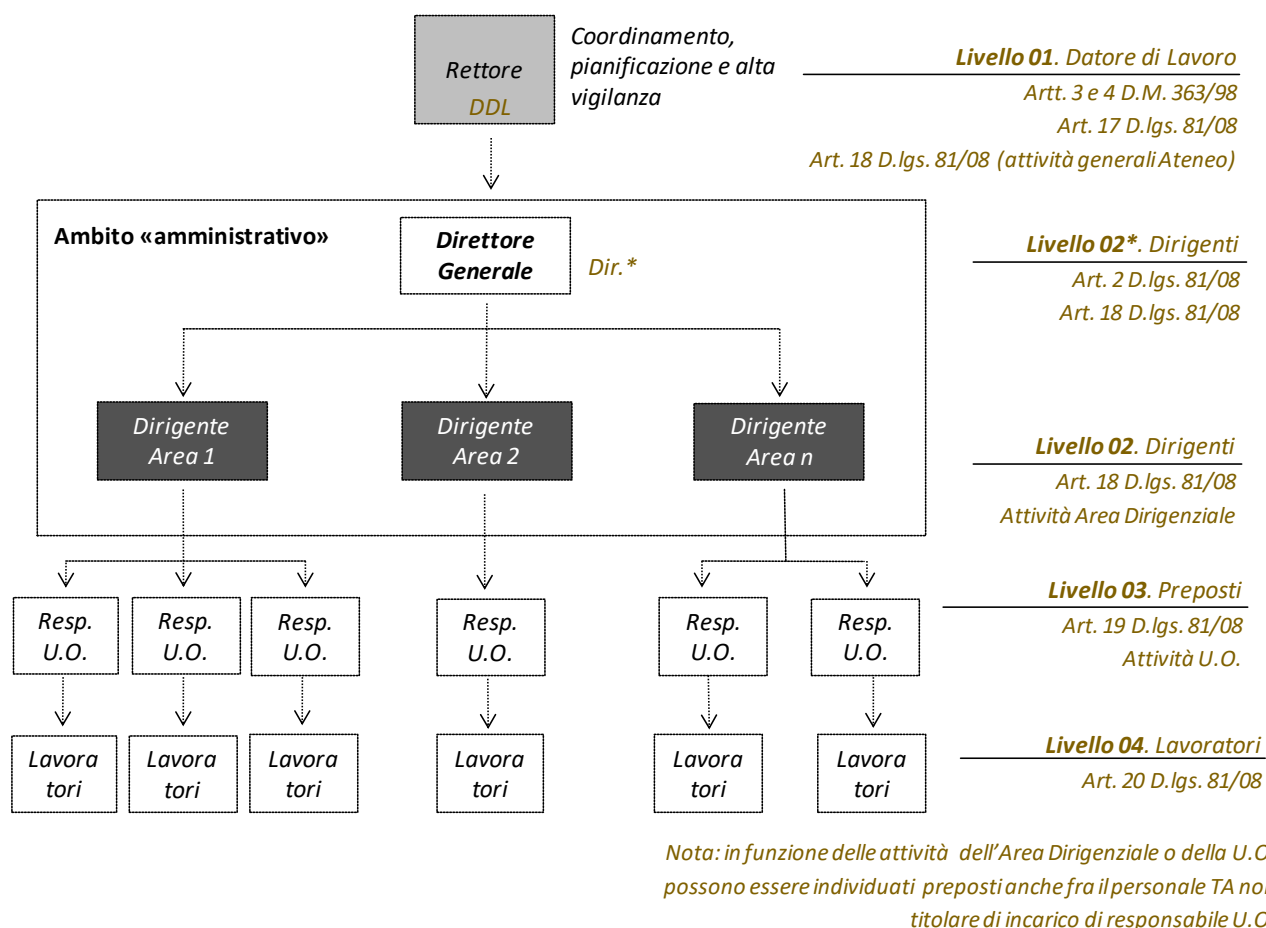 Rettore
DDL
Coordinamento,
pianificazione e alta
vigilanza
Livello 01. Datore di Lavoro
Artt. 3 e 4 D.M. 363/98
Art. 17 D.lgs. 81/08
Art. 18 D.lgs. 81/08 (attività generali Ateneo)
Ambito «amministrativo»
Direttore
Generale
Dir.*
Livello 02*. Dirigenti
Art. 2 D.lgs. 81/08
Art. 18 D.lgs. 81/08
Dirigente
Area 1
Dirigente
Area 2
Dirigente
Area n
Livello 02. Dirigenti
Art. 18 D.lgs. 81/08
Attività Area Dirigenziale
Resp.
U.O.
Resp.
U.O.
Resp.
U.O.
Resp.
U.O.
Resp.
U.O.
Resp.
U.O.
Livello 03. Preposti
Art. 19 D.lgs. 81/08
Attività U.O.
Lavora
tori
Lavora
tori
Lavora
tori
Lavora
tori
Lavora
tori
Lavora
tori
Livello 04. Lavoratori
Art. 20 D.lgs. 81/08
Nota: in funzione delle attività dell'Area Dirigenziale o della U.O
possono essere individuati preposti anche fra il personale TA
titolare di incarico di responsabile U.O